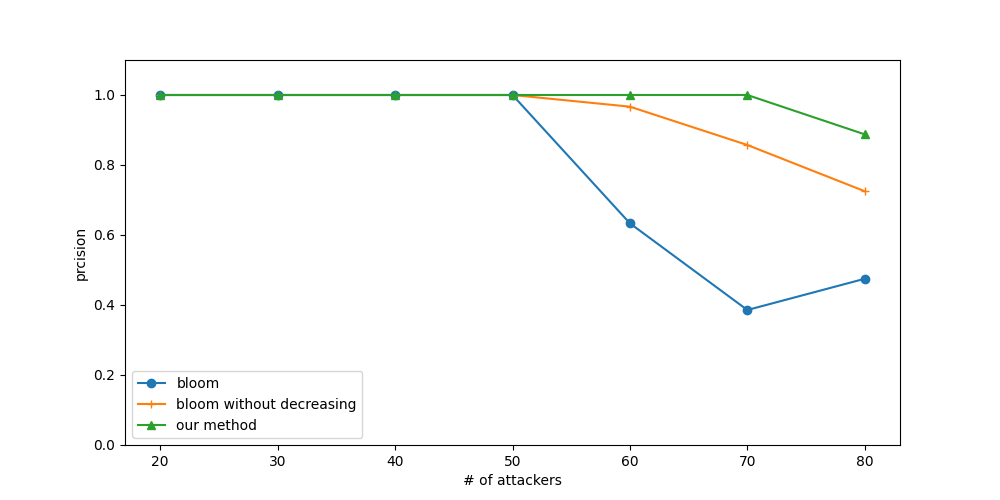 1.0
0.8
0.6
0.4
0.2
0.0
prcision
bloom
bloom without decreasing
our method
20 30 40 50 60 70 80
# of attackers